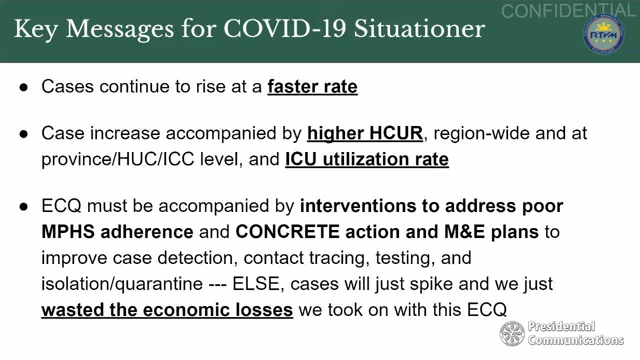 CONFIDENTIAL
Key Messages for COVID-19 Situationer
RTVM
● Cases continue to rise at a faster rate
● Case increase accompanied by higher HCUR, region-wide and at
province/HUC/ICC level, and ICU utilization rate
● ECQ must be accompanied by interventions to address poor
MPHS adherence and CONCRETE action and M&E plans to
improve case detection, contact tracing, testing, and
isolation/quarantine --- ELSE, cases will just spike and we just
wasted the economic losses we took on with this ECQ
Presidential
Communications